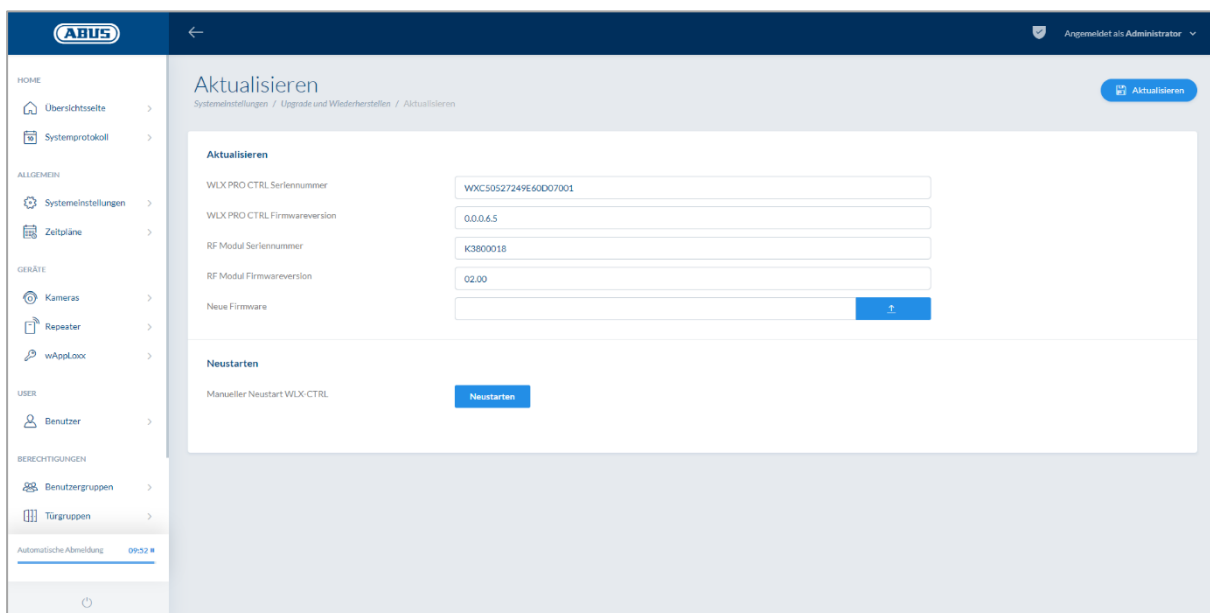 ABUS
Angemeldet als Administrator
HOME
Übersichtsseite
Systemprotokoll
ALLGEMEIN
Systemeinstellungen
Zeitpläne
GERÄTE
Kameras
Repeater
wAppLoxx
USER
Benutzer
BERECHTIGUNGEN
Benutzergruppen
Türgruppen
Automatische Abmeldung 09:52
Aktualisieren
Systemeinstellungen / Upgrade und Wiederherstellen / Aktualisieren
Aktualisieren
Aktualisieren
WLX PRO CTRL Seriennummer WXC50527249E60D07001
WLX PRO CTRL Firmwareversion 0.0.0.6.5
RF Modul Seriennummer K3800018
RF Modul Firmwareversion 02.00
Neue Firmware
Neustarten
Manueller Neustart WLX-CTRL Neustarten